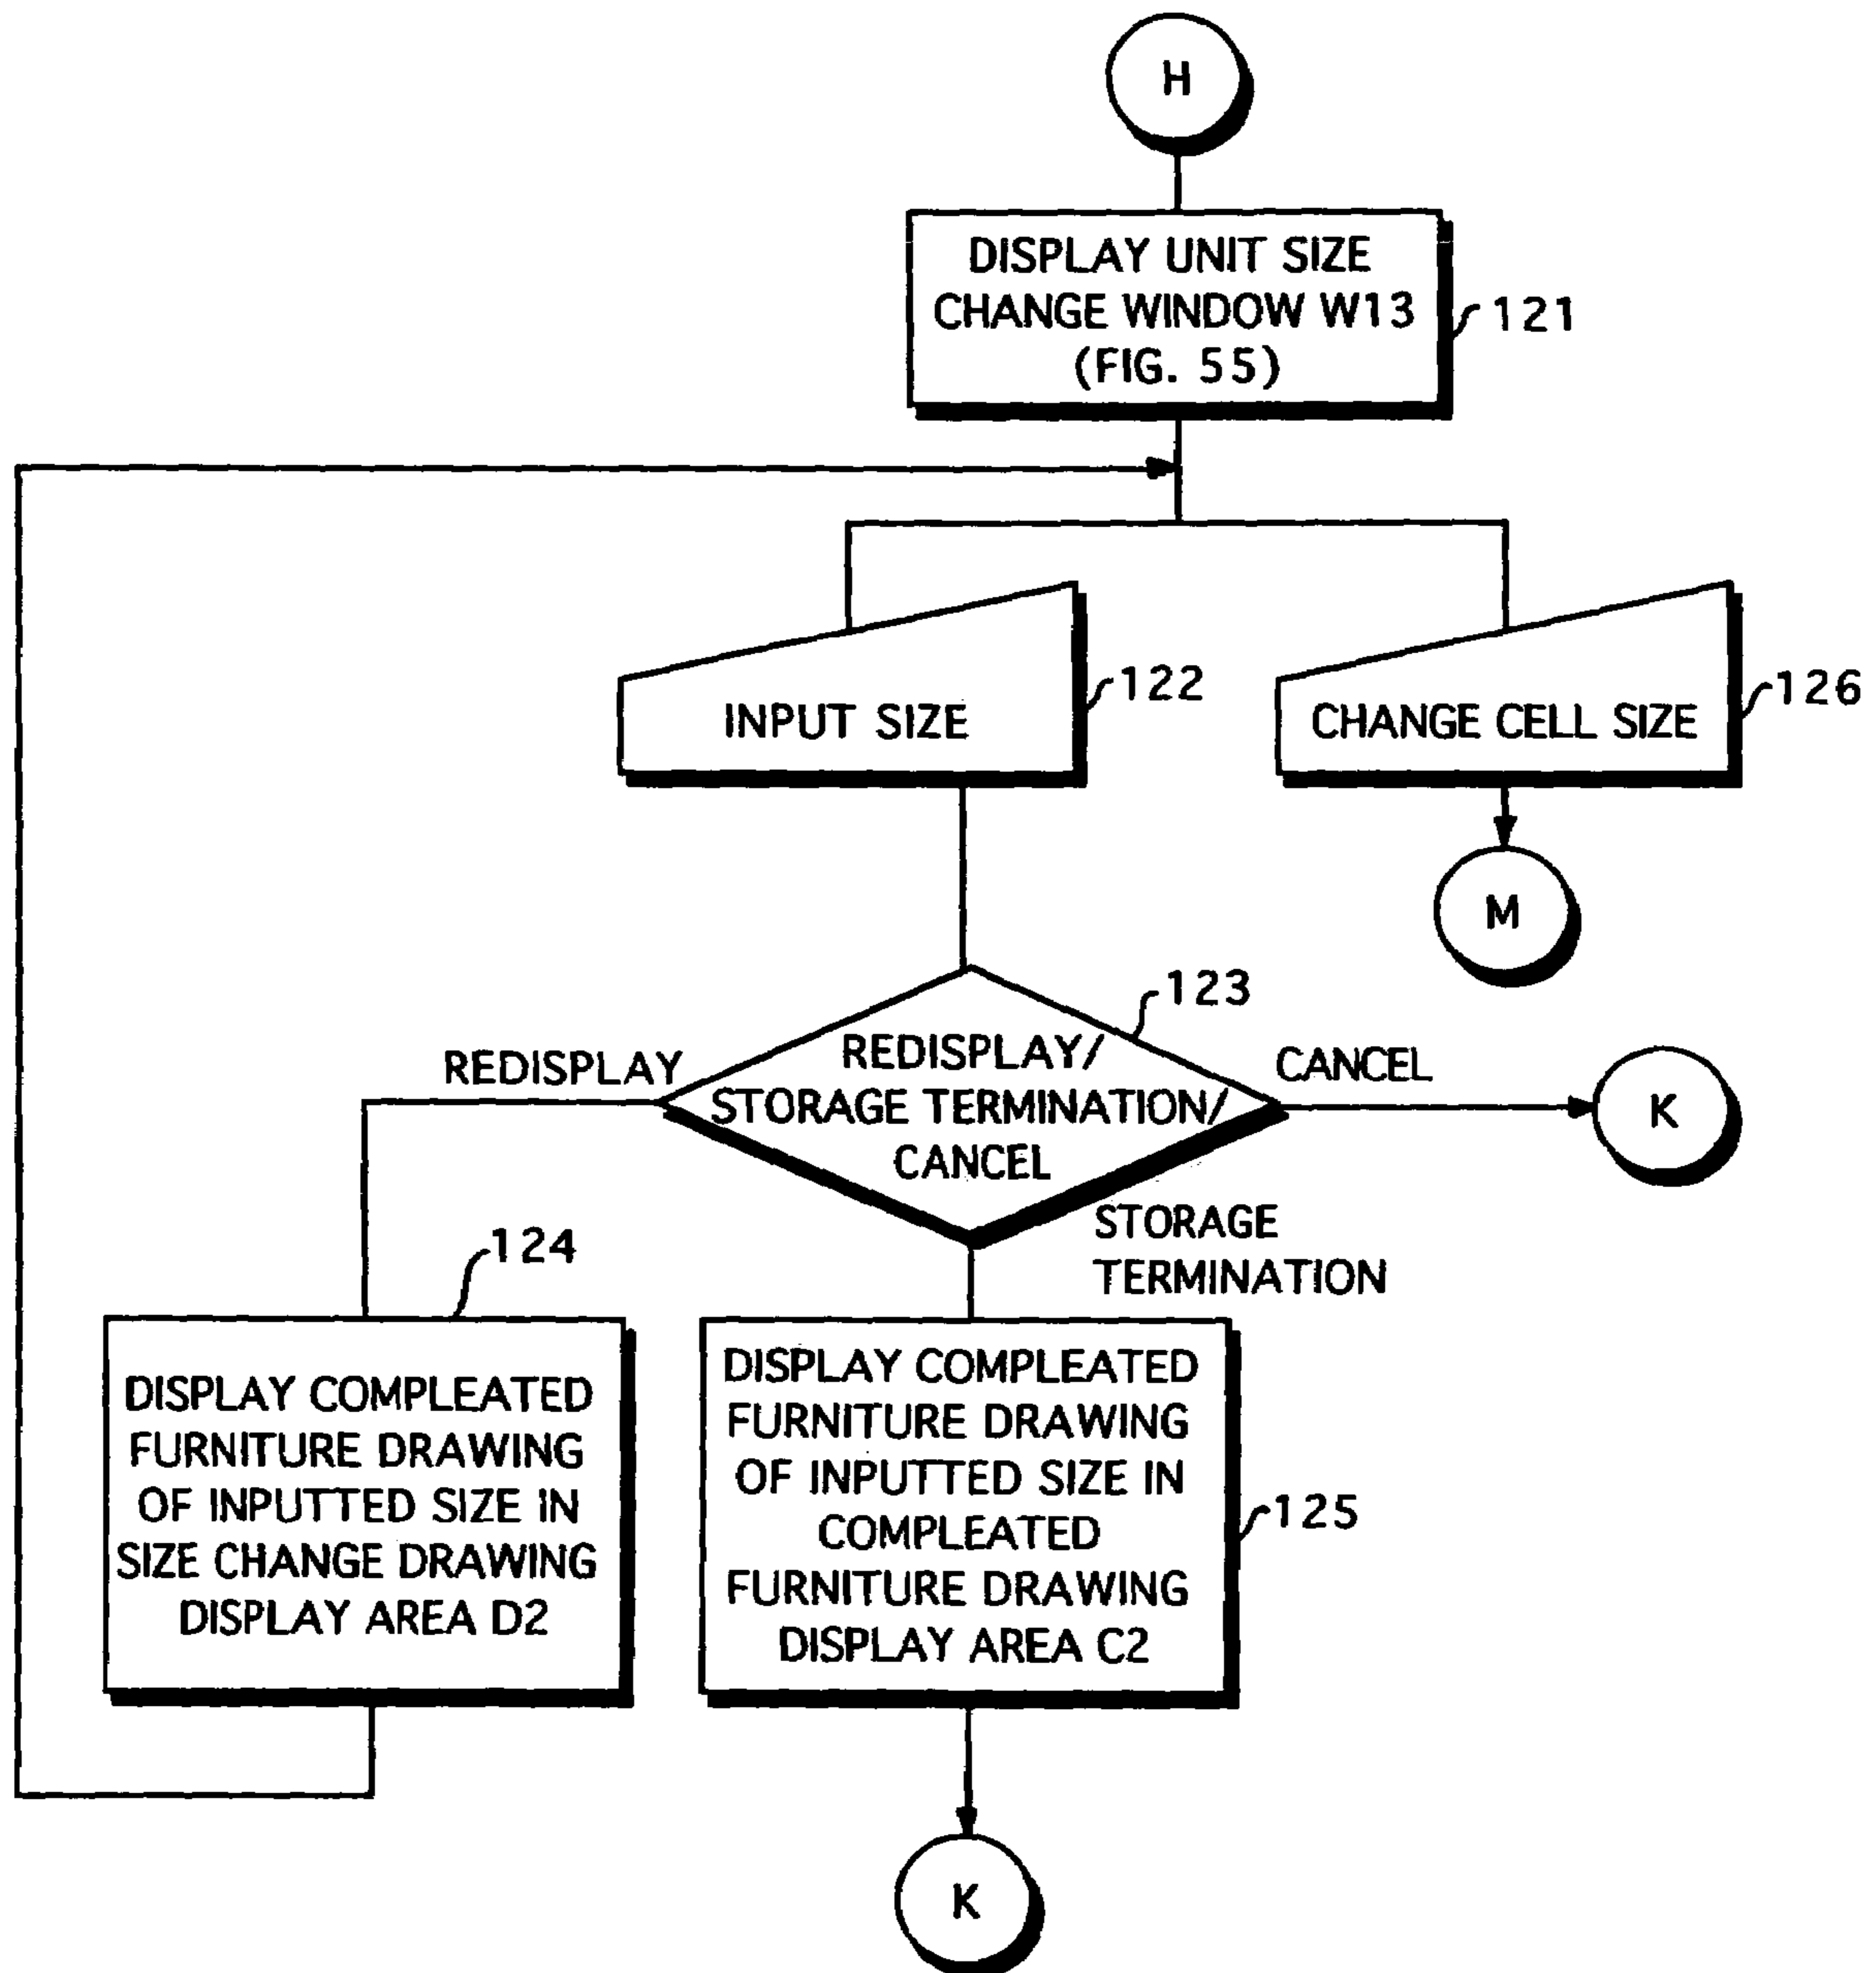 H
DISPLAY UNIT SIZE
CHANGE WINDOW W13
(FIG. 55)
121
INPUT SIZE
122
CHANGE CELL SIZE
126
M
123
REDISPLAY
REDISPLAY/
STORAGE TERMINATION/
CANCEL
CANCEL
K
STORAGE
TERMINATION
124
DISPLAY COMPLEATED
FURNITURE DRAWING
OF INPUTTED SIZE IN
SIZE CHANGE DRAWING
DISPLAY AREA D2
DISPLAY COMPLEATED
FURNITURE DRAWING
OF INPUTTED SIZE IN
COMPLEATED
FURNITURE DRAWING
DISPLAY AREA C2
125
K